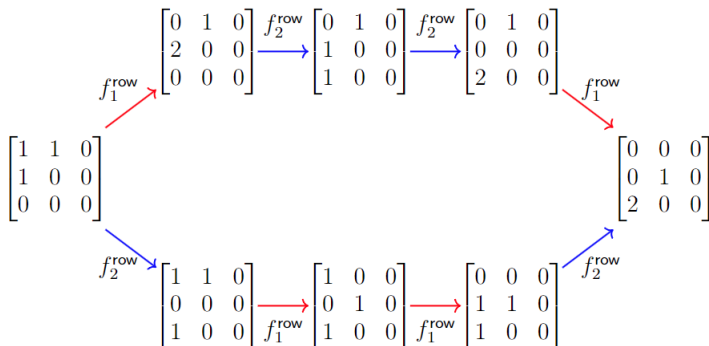 [0 1 0] f_2^row [0 1 0] f_2^row [0 1 0]
[2 0 0] [1 0 0] [0 0 0]
[0 0 0] [1 0 0] [2 0 0]
f_1^row f_1^row
[1 1 0] [0 0 0]
[1 0 0] [0 1 0]
[0 0 0] [2 0 0]
f_2^row f_2^row
[1 1 0] [1 0 0] [0 0 0]
[0 0 0] [0 1 0] [1 1 0]
[1 0 0] f_1^row [1 0 0] f_1^row [1 0 0]